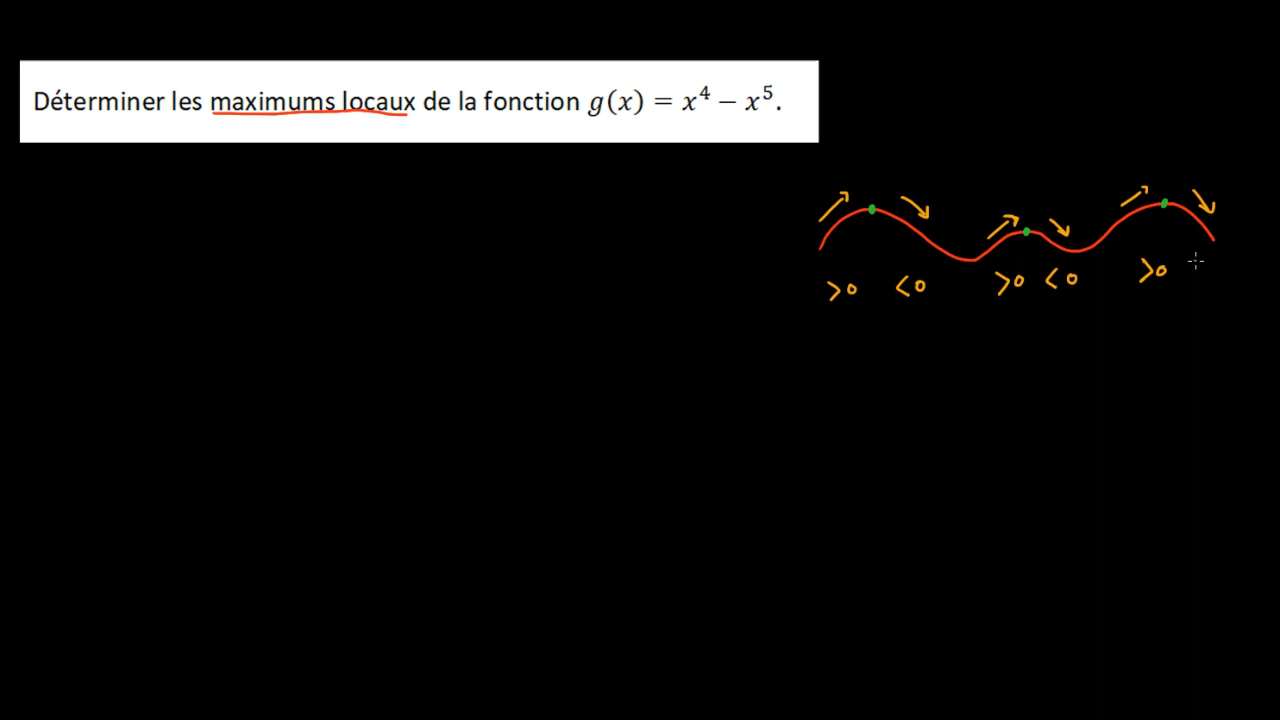 Déterminer les maximums locaux de la fonction g(x) = x⁴ − x⁵.
>0 <0 >0 <0 >0